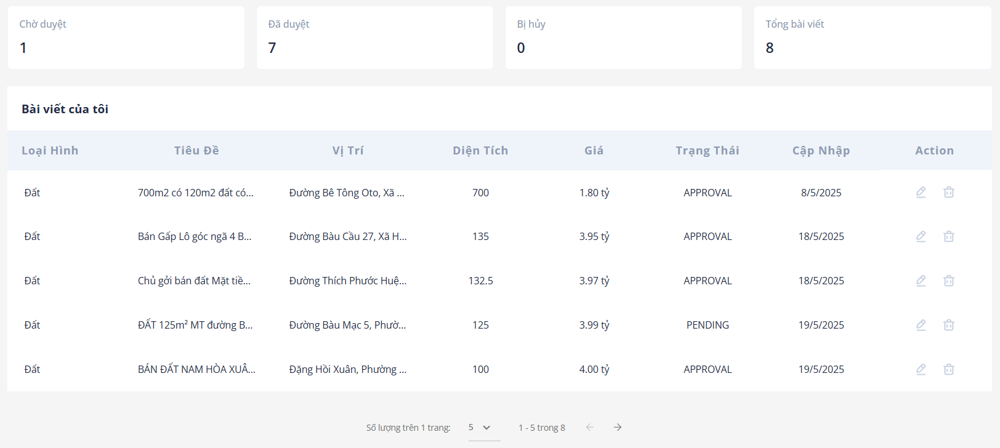 Chờ duyệt Đã duyệt Bị hủy Tổng bài viết
1 7 0 8
Bài viết của tôi
Loại Hình Tiêu Đề Vị Trí Diện Tích Giá Trạng Thái Cập Nhập Action
Đất 700m2 có 120m2 đất có... Đường Bê Tông Oto, Xã ... 700 1.80 tỷ APPROVAL 8/5/2025
Đất Bán Gấp Lô góc ngã 4 B... Đường Bàu Cầu 27, Xã H... 135 3.95 tỷ APPROVAL 18/5/2025
Đất Chủ gởi bán đất Mặt tiề... Đường Thích Phước Huệ... 132.5 3.97 tỷ APPROVAL 18/5/2025
Đất ĐẤT 125m² MT đường B... Đường Bàu Mạc 5, Phườ... 125 3.99 tỷ PENDING 19/5/2025
Đất BÁN ĐẤT NAM HÒA XUÂ... Đặng Hồi Xuân, Phường ... 100 4.00 tỷ APPROVAL 19/5/2025
Số lượng trên 1 trang: 5 1 - 5 trong 8